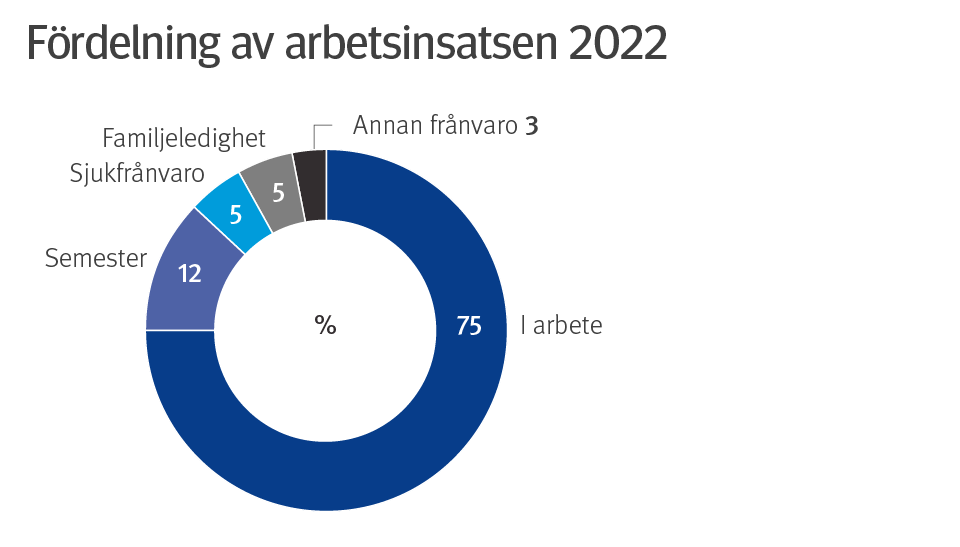 Fördelning av arbetsinsatsen 2022
Annan frånvaro 3
Familjeledighet
5
Sjukfrånvaro
5
Semester
12
%
75
I arbete